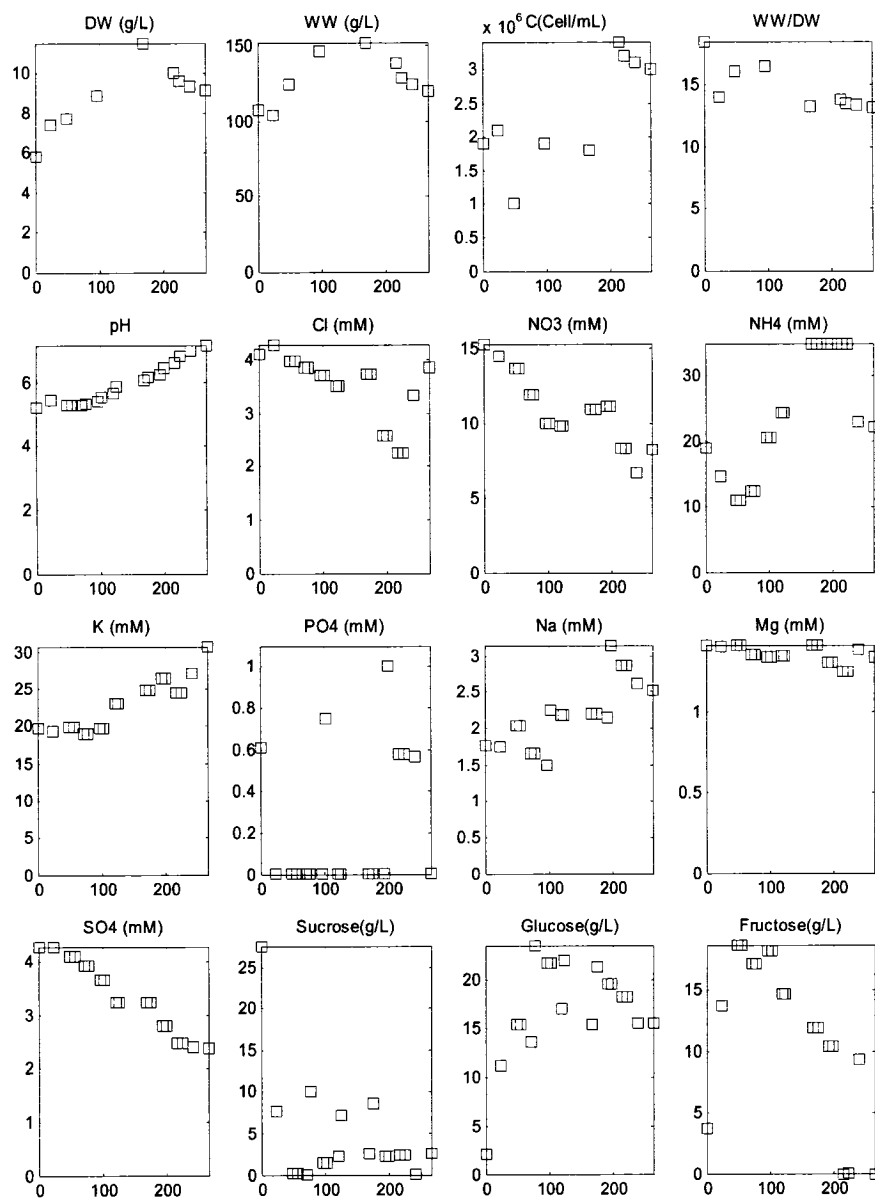 DW (g/L) WW (g/L) × 10⁶ C(Cell/mL) WW/DW
10 8 6 4 2 0
150 100 50 0
3 2.5 2 1.5 1 0.5 0
15 10 5 0
0 100 200 0 100 200 0 100 200 0 100 200
pH Cl (mM) NO3 (mM) NH4 (mM)
6 4 2 0
4 3 2 1 0
15 10 5 0
30 20 10 0
0 100 200 0 100 200 0 100 200 0 100 200
K (mM) PO4 (mM) Na (mM) Mg (mM)
30 25 20 15 10 5 0
1 0.8 0.6 0.4 0.2 0
3 2.5 2 1.5 1 0.5 0
1 0.5 0
0 100 200 0 100 200 0 100 200 0 100 200
SO4 (mM) Sucrose(g/L) Glucose(g/L) Fructose(g/L)
4 3 2 1 0
25 20 15 10 5 0
20 15 10 5 0
15 10 5 0
0 100 200 0 100 200 0 100 200 0 100 200